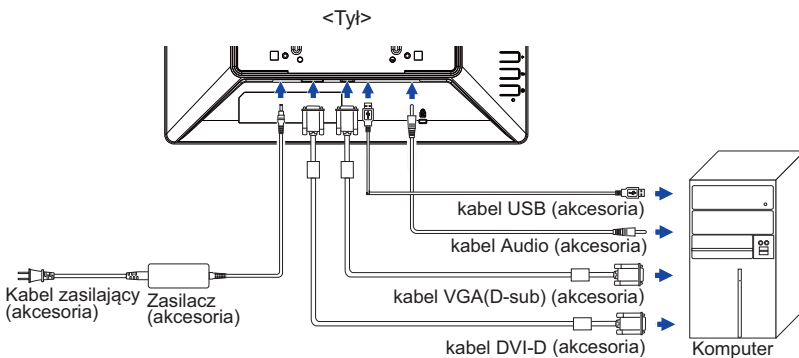 <Tył>
kabel USB (akcesoria)
kabel Audio (akcesoria)
Kabel zasilający
(akcesoria)
Zasilacz
(akcesoria)
kabel VGA(D-sub) (akcesoria)
kabel DVI-D (akcesoria)
Komputer